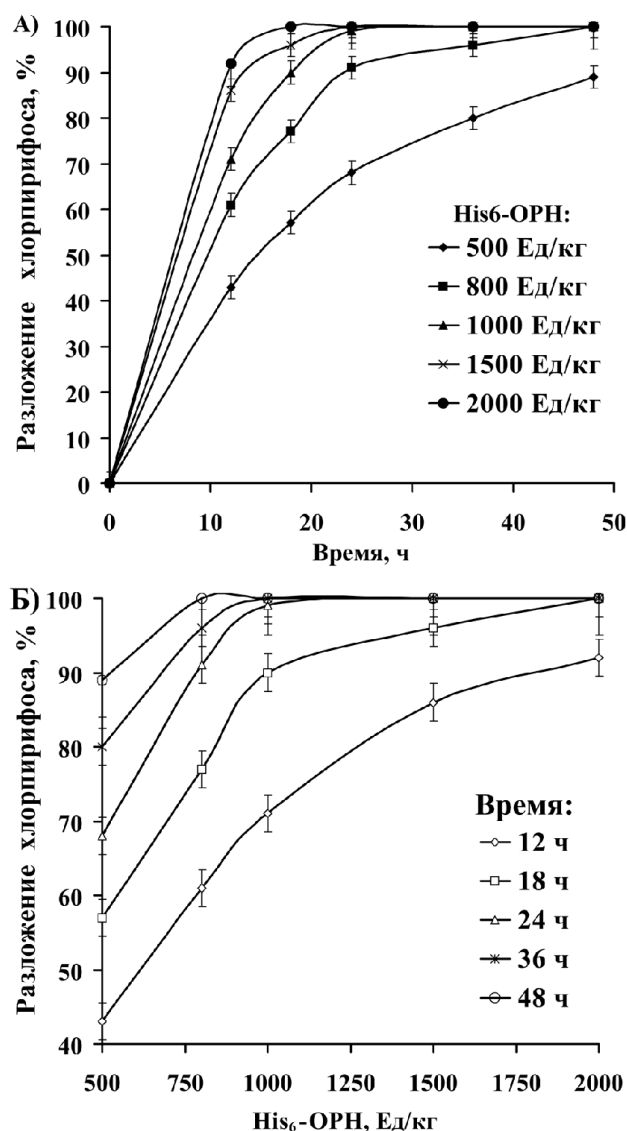 А)
Разложение хлорпирифоса, %
100
90
80
70
60
50
40
30
20
10
0
0 10 20 30 40 50
Время, ч
His6-OPH:
500 Ед/кг
800 Ед/кг
1000 Ед/кг
1500 Ед/кг
2000 Ед/кг
Б)
Разложение хлорпирифоса, %
100
90
80
70
60
50
40
500 750 1000 1250 1500 1750 2000
His₆-OPH, Ед/кг
Время:
12 ч
18 ч
24 ч
36 ч
48 ч